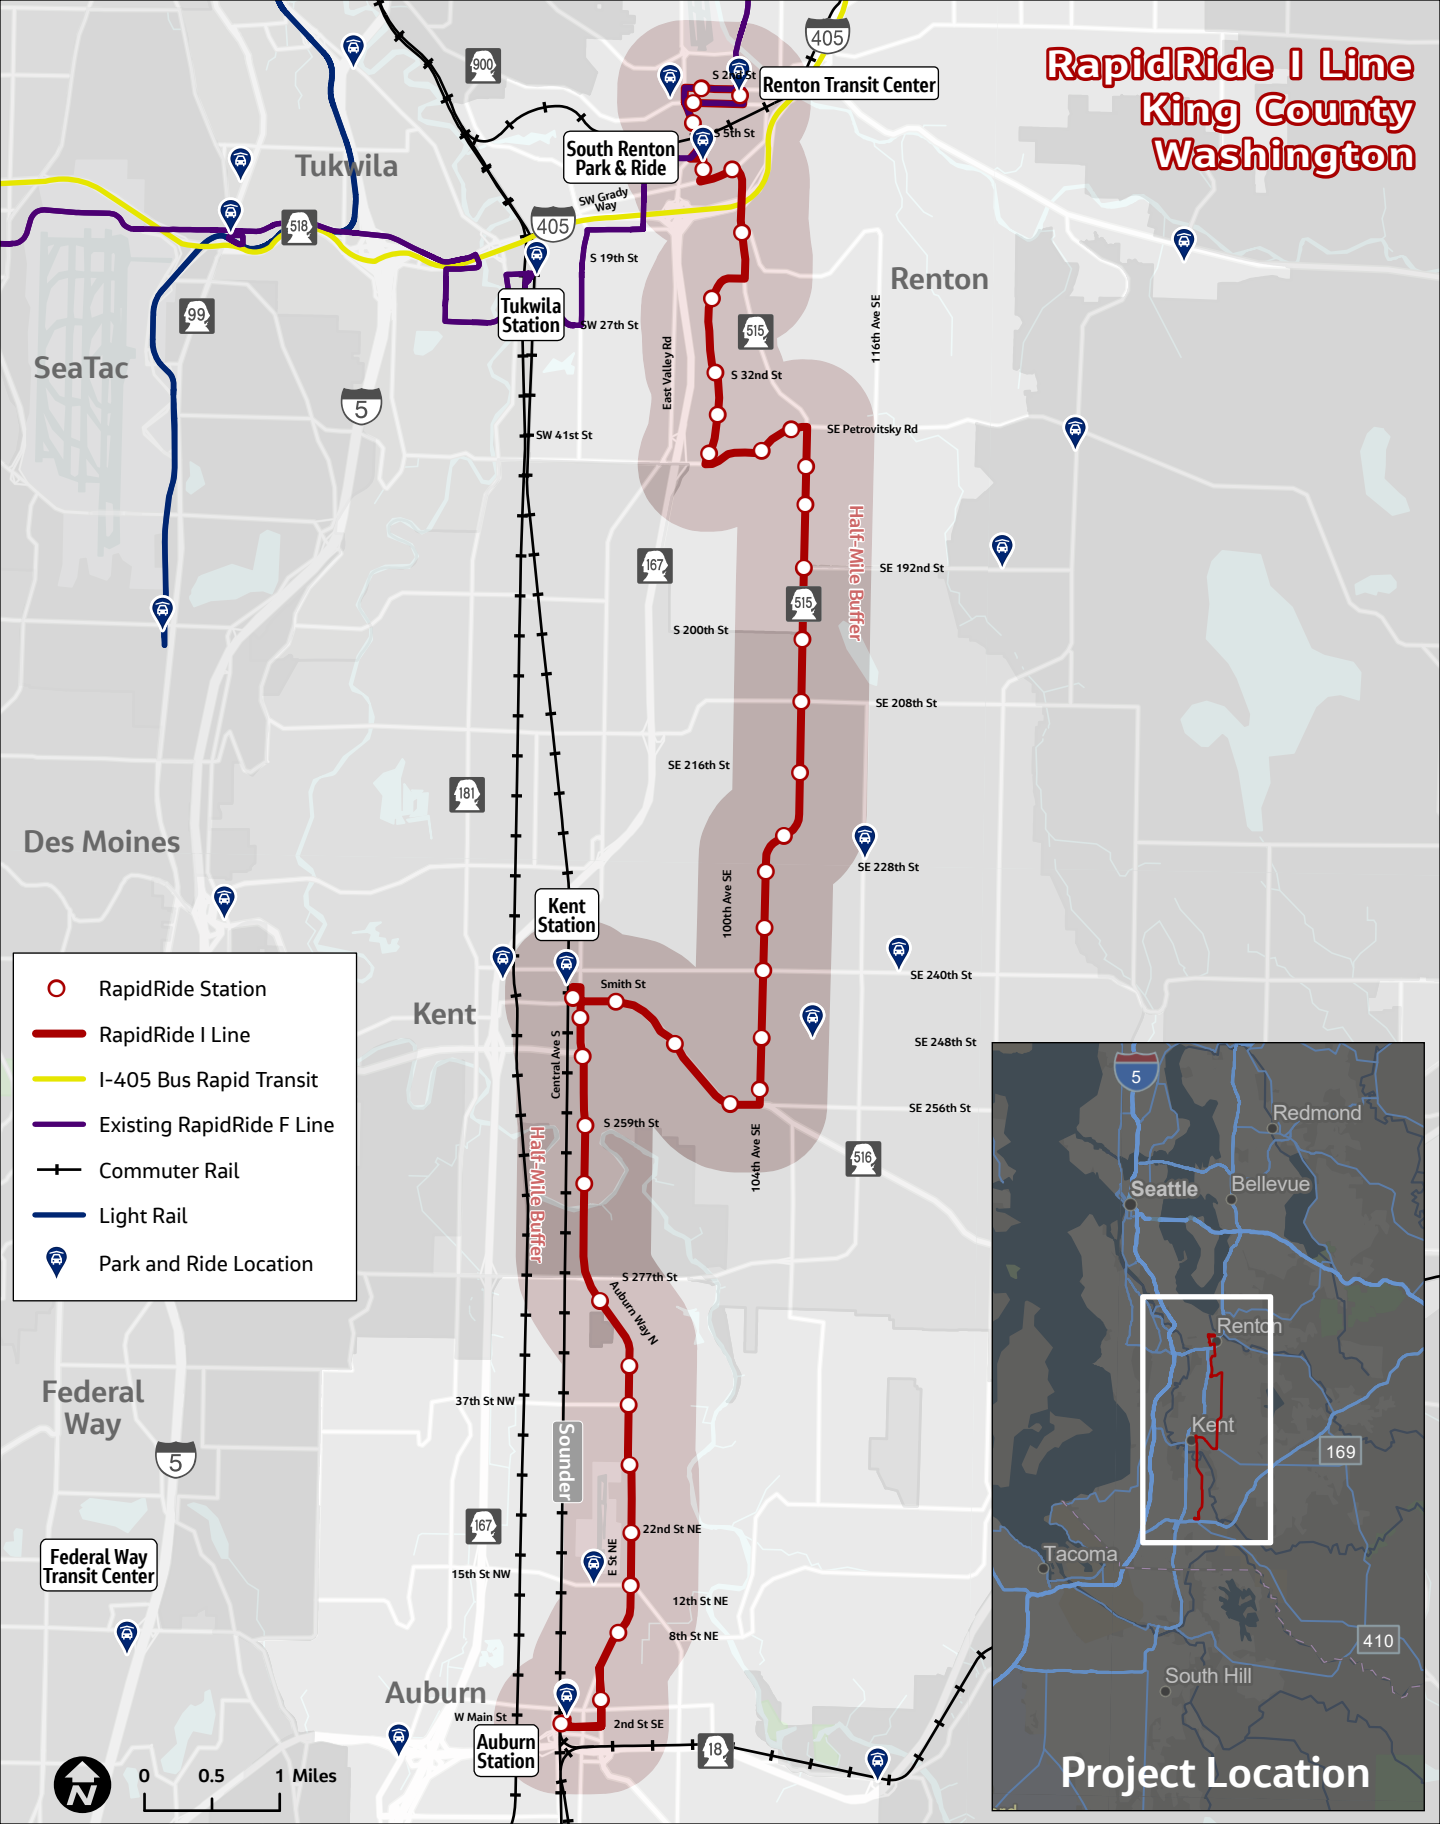 405
RapidRide I Line
King County
Washington
900
S 2nd St
Renton Transit Center
S 5th St
South Renton
Park & Ride
Tukwila
SW Grady
Way
518
405
S 19th St
Renton
Tukwila
Station
SW 27th St
99
116th Ave SE
515
East Valley Rd
SeaTac
S 32nd St
5
SE Petrovitsky Rd
SW 41st St
Half-Mile Buffer
167
SE 192nd St
515
S 200th St
SE 208th St
SE 216th St
181
Des Moines
SE 228th St
100th Ave SE
Kent
Station
SE 240th St
Smith St
Kent
Central Ave S
SE 248th St
SE 256th St
S 259th St
104th Ave SE
516
Half-Mile Buffer
S 277th St
Auburn Way N
RapidRide Station
RapidRide I Line
I-405 Bus Rapid Transit
Existing RapidRide F Line
Commuter Rail
Light Rail
Park and Ride Location
Federal
Way
37th St NW
5
Sounder
167
22nd St NE
E St NE
Federal Way
Transit Center
15th St NW
12th St NE
8th St NE
Auburn
W Main St
2nd St SE
Auburn
Station
18
N
0 0.5 1 Miles
5
Redmond
Seattle
Bellevue
Renton
Kent
169
Tacoma
410
South Hill
Project Location